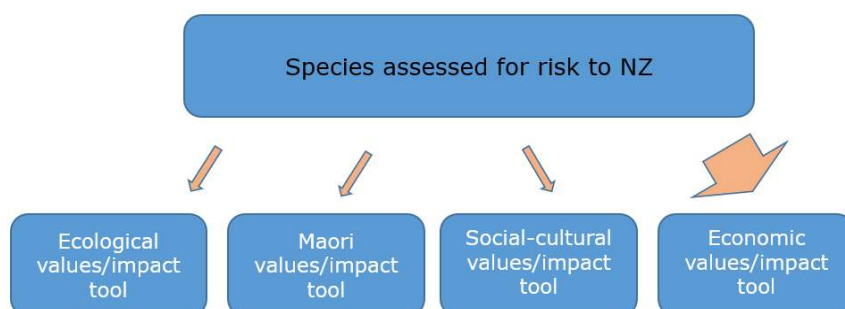 Species assessed for risk to NZ
Ecological
values/impact
tool
Maori
values/impact
tool
Social-cultural
values/impact
tool
Economic
values/impact
tool